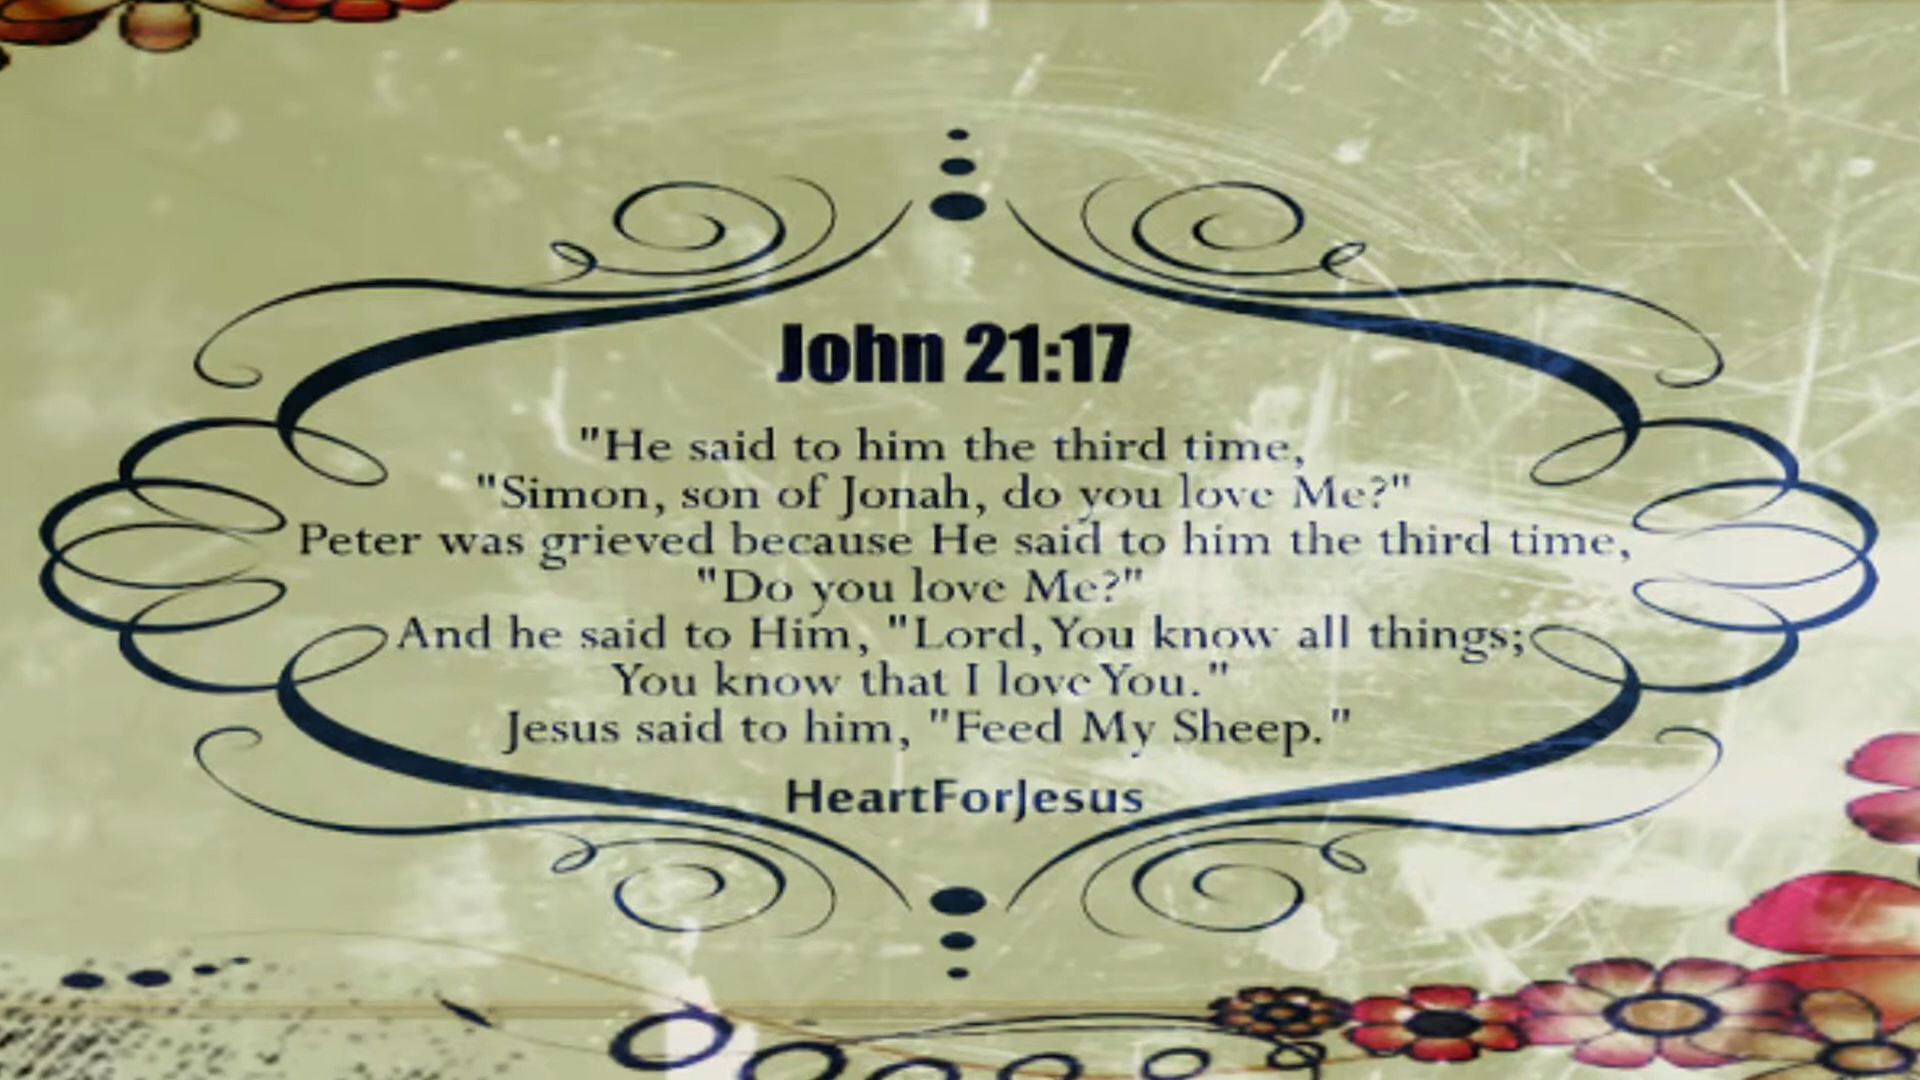 John 21:17
"He said to him the third time,
"Simon, son of Jonah, do you love Me?"
Peter was grieved because He said to him the third time,
"Do you love Me?"
And he said to Him, "Lord, You know all things;
You know that I love You."
Jesus said to him, "Feed My Sheep."
HeartForJesus